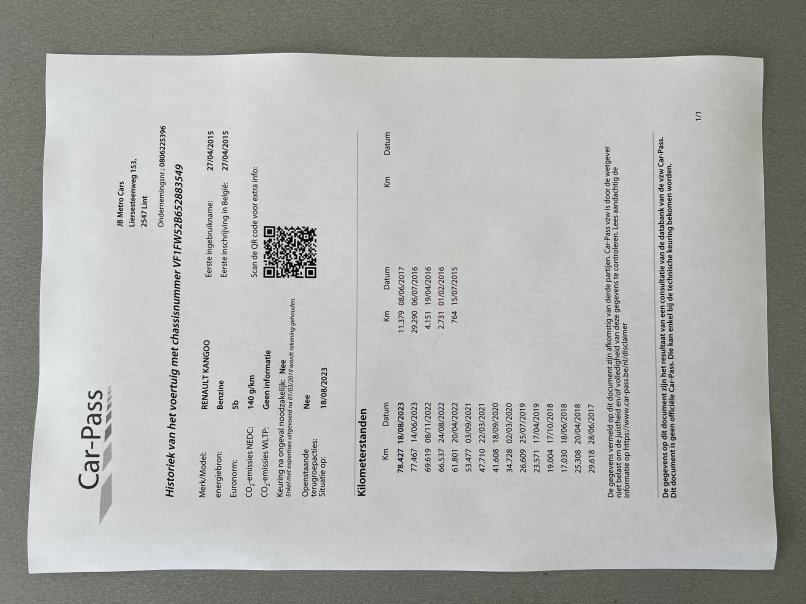 Car-Pass
JB Metro Cars
Liersesteenweg 153,
2547 Lint
Ondernemingsnr.: 0806225396
Historiek van het voertuig met chassisnummer VF1FW52B652883549
Merk/Model: RENAULT KANGOO
energiebron: Benzine
Euronorm: 5b
CO₂-emissies NEDC: 140 g/km
CO₂-emissies WLTP: Geen informatie
Keuring na ongeval noodzakelijk: Nee
Enkel met expertises uitgevoerd na 01/03/2019 wordt rekening gehouden.
Openstaande terugroepacties: Nee
Situatie op: 18/08/2023
Eerste ingebruikname: 27/04/2015
Eerste inschrijving in België: 27/04/2015
Scan de QR code voor extra info:
Kilometerstanden
Km Datum
78.427 18/08/2023
77.467 14/06/2023
69.619 08/11/2022
66.537 24/08/2022
61.801 20/04/2022
53.477 03/09/2021
47.710 22/03/2021
41.608 18/09/2020
34.728 02/03/2020
26.609 25/07/2019
23.571 17/04/2019
19.004 17/10/2018
17.030 18/06/2018
25.308 20/04/2018
29.618 28/06/2017
Km Datum
11.379 08/06/2017
29.290 06/07/2016
4.151 19/04/2016
2.731 01/02/2016
764 15/07/2015
Km Datum
De gegevens vermeld op dit document zijn afkomstig van derde partijen. Car-Pass vzw is door de wetgever
niet belast om de juistheid en/of volledigheid van deze gegevens te controleren. Lees aandachtig de
informatie op https://www.car-pass.be/nl/disclaimer
De gegevens op dit document zijn het resultaat van een consultatie van de databank van de vzw Car-Pass.
Dit document is geen officiële Car-Pass. Die kan enkel bij de technische keuring bekomen worden.
1/1